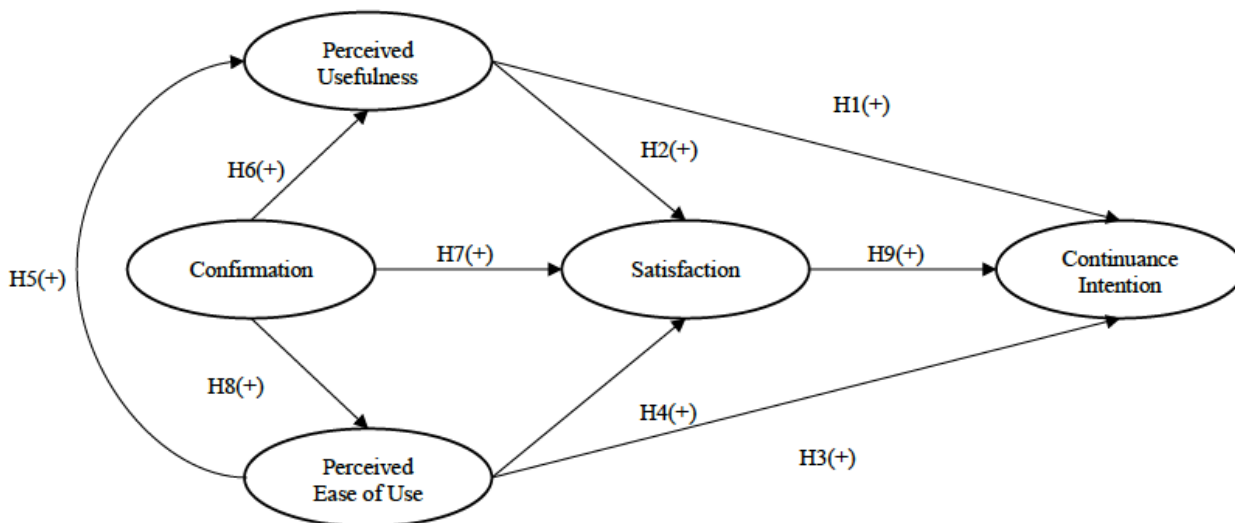 Perceived
Usefulness
H1(+)
H2(+)
H6(+)
Confirmation
H7(+)
Satisfaction
H9(+)
Continuance
Intention
H5(+)
H8(+)
H4(+)
H3(+)
Perceived
Ease of Use